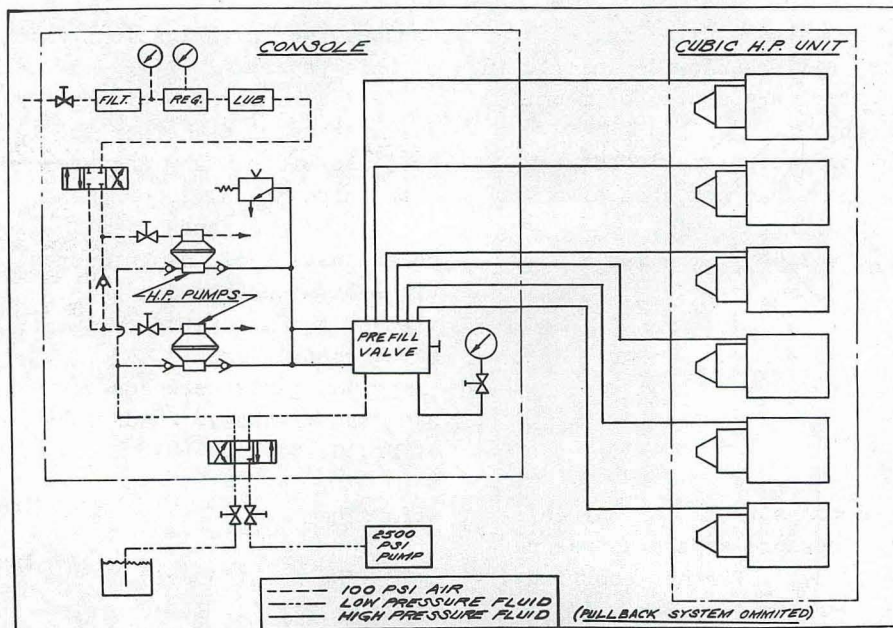 CONSOLE
CUBIC H.P. UNIT
FILT.
REG.
LUB.
H.P. PUMPS
PREFILL
VALVE
2500
PSI
PUMP
100 PSI AIR
LOW PRESSURE FLUID
HIGH PRESSURE FLUID
(PULLBACK SYSTEM OMMITED)